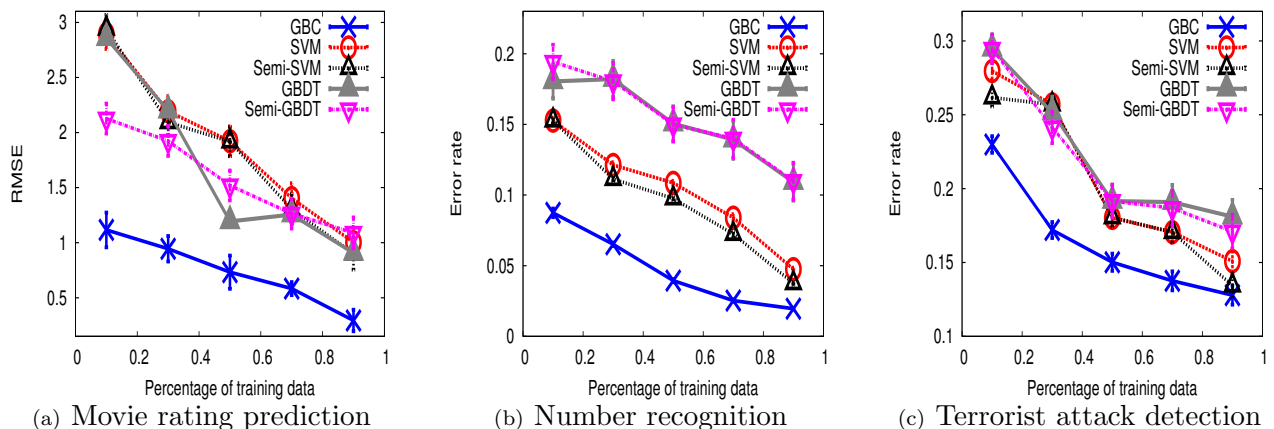 3
2.5
2
1.5
1
0.5
RMSE
GBC
SVM
Semi-SVM
GBDT
Semi-GBDT
0 0.2 0.4 0.6 0.8 1
Percentage of training data
(a) Movie rating prediction
0.2
0.15
0.1
0.05
0
Error rate
GBC
SVM
Semi-SVM
GBDT
Semi-GBDT
0 0.2 0.4 0.6 0.8 1
Percentage of training data
(b) Number recognition
0.3
0.25
0.2
0.15
0.1
Error rate
GBC
SVM
Semi-SVM
GBDT
Semi-GBDT
0 0.2 0.4 0.6 0.8 1
Percentage of training data
(c) Terrorist attack detection